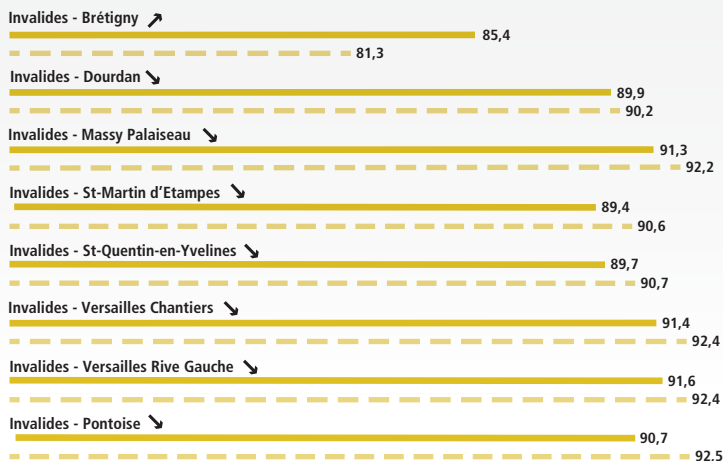 Invalides - Brétigny ↗
85,4
81,3
Invalides - Dourdan ↘
89,9
90,2
Invalides - Massy Palaiseau ↘
91,3
92,2
Invalides - St-Martin d’Etampes ↘
89,4
90,6
Invalides - St-Quentin-en-Yvelines ↘
89,7
90,7
Invalides - Versailles Chantiers ↘
91,4
92,4
Invalides - Versailles Rive Gauche ↘
91,6
92,4
Invalides - Pontoise ↘
90,7
92,5